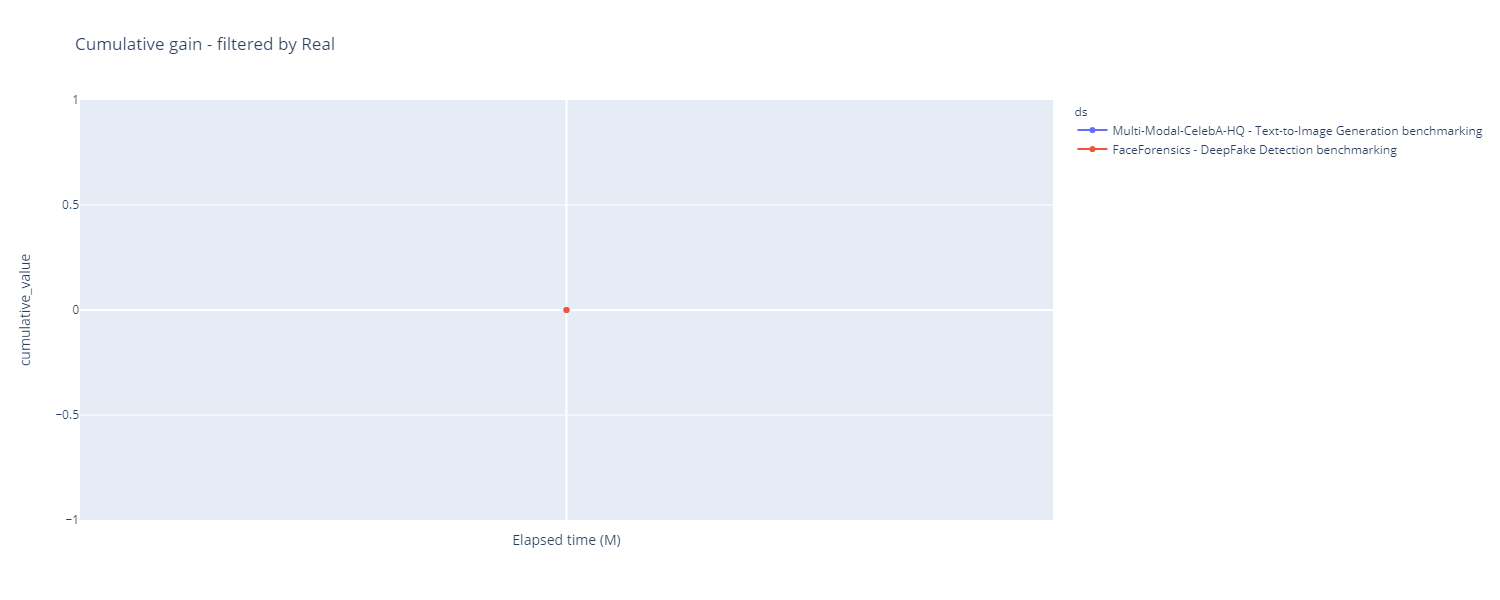 Cumulative gain - filtered by Real
1
0.5
0
−0.5
−1
cumulative_value
Elapsed time (M)
ds
Multi-Modal-CelebA-HQ - Text-to-Image Generation benchmarking
FaceForensics - DeepFake Detection benchmarking